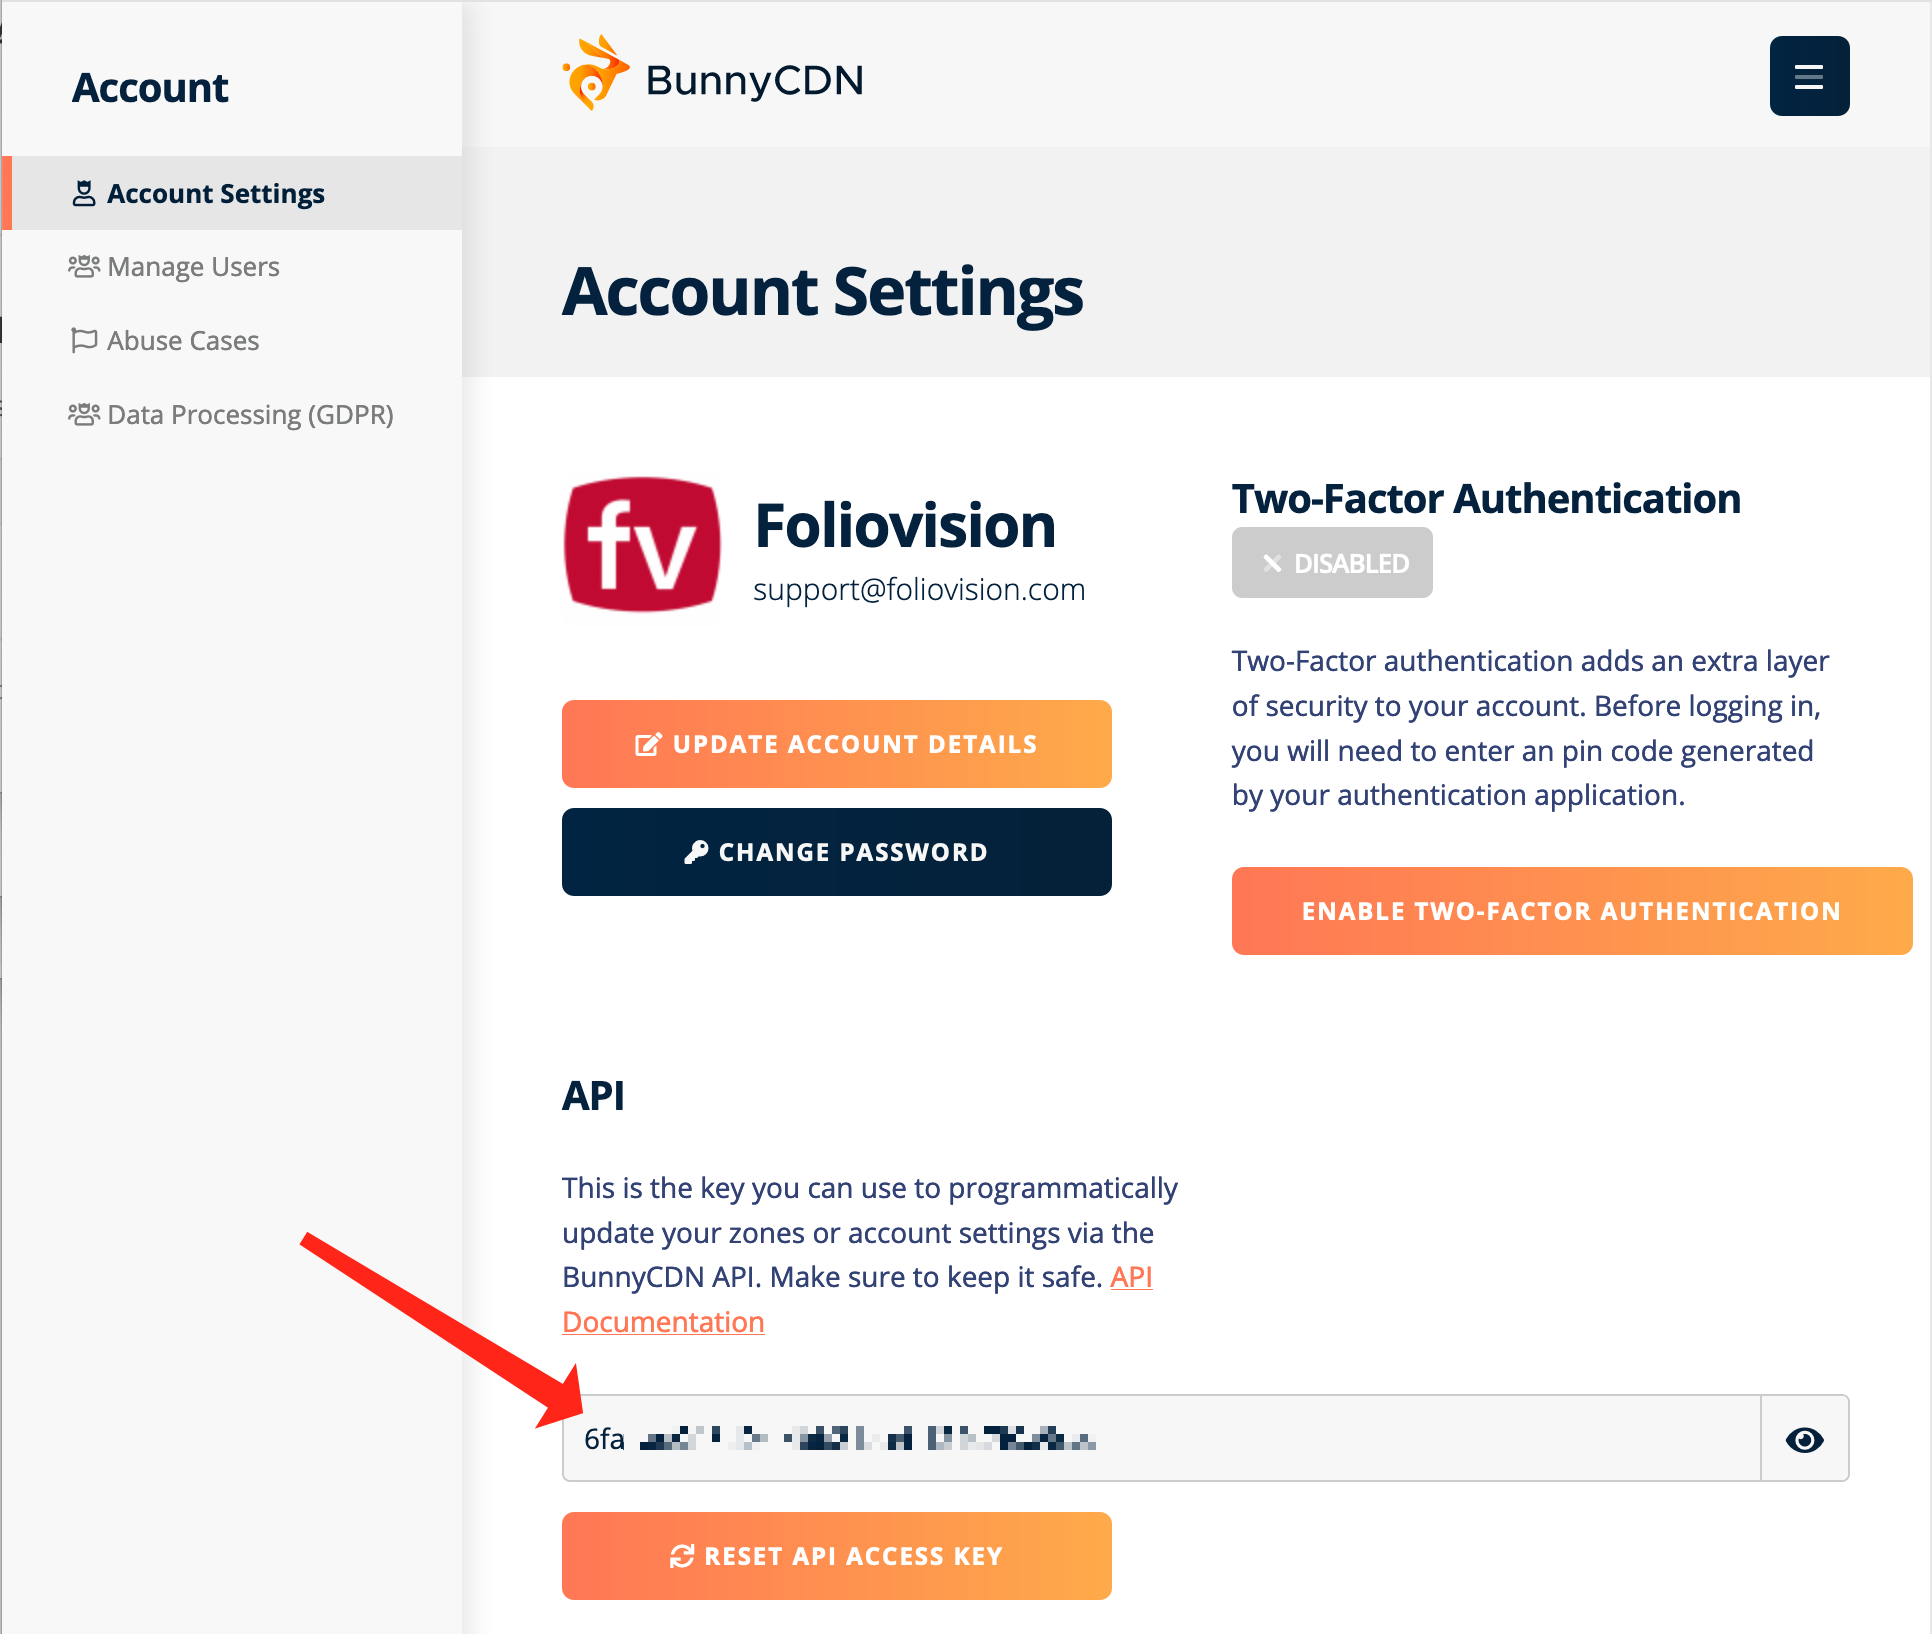 Account
Account Settings
Manage Users
Abuse Cases
Data Processing (GDPR)
BunnyCDN
Account Settings
fv
Foliovision
support@foliovision.com
UPDATE ACCOUNT DETAILS
CHANGE PASSWORD
Two-Factor Authentication
DISABLED
Two-Factor authentication adds an extra layer
of security to your account. Before logging in,
you will need to enter an pin code generated
by your authentication application.
ENABLE TWO-FACTOR AUTHENTICATION
API
This is the key you can use to programmatically
update your zones or account settings via the
BunnyCDN API. Make sure to keep it safe. API
Documentation
6fa
RESET API ACCESS KEY